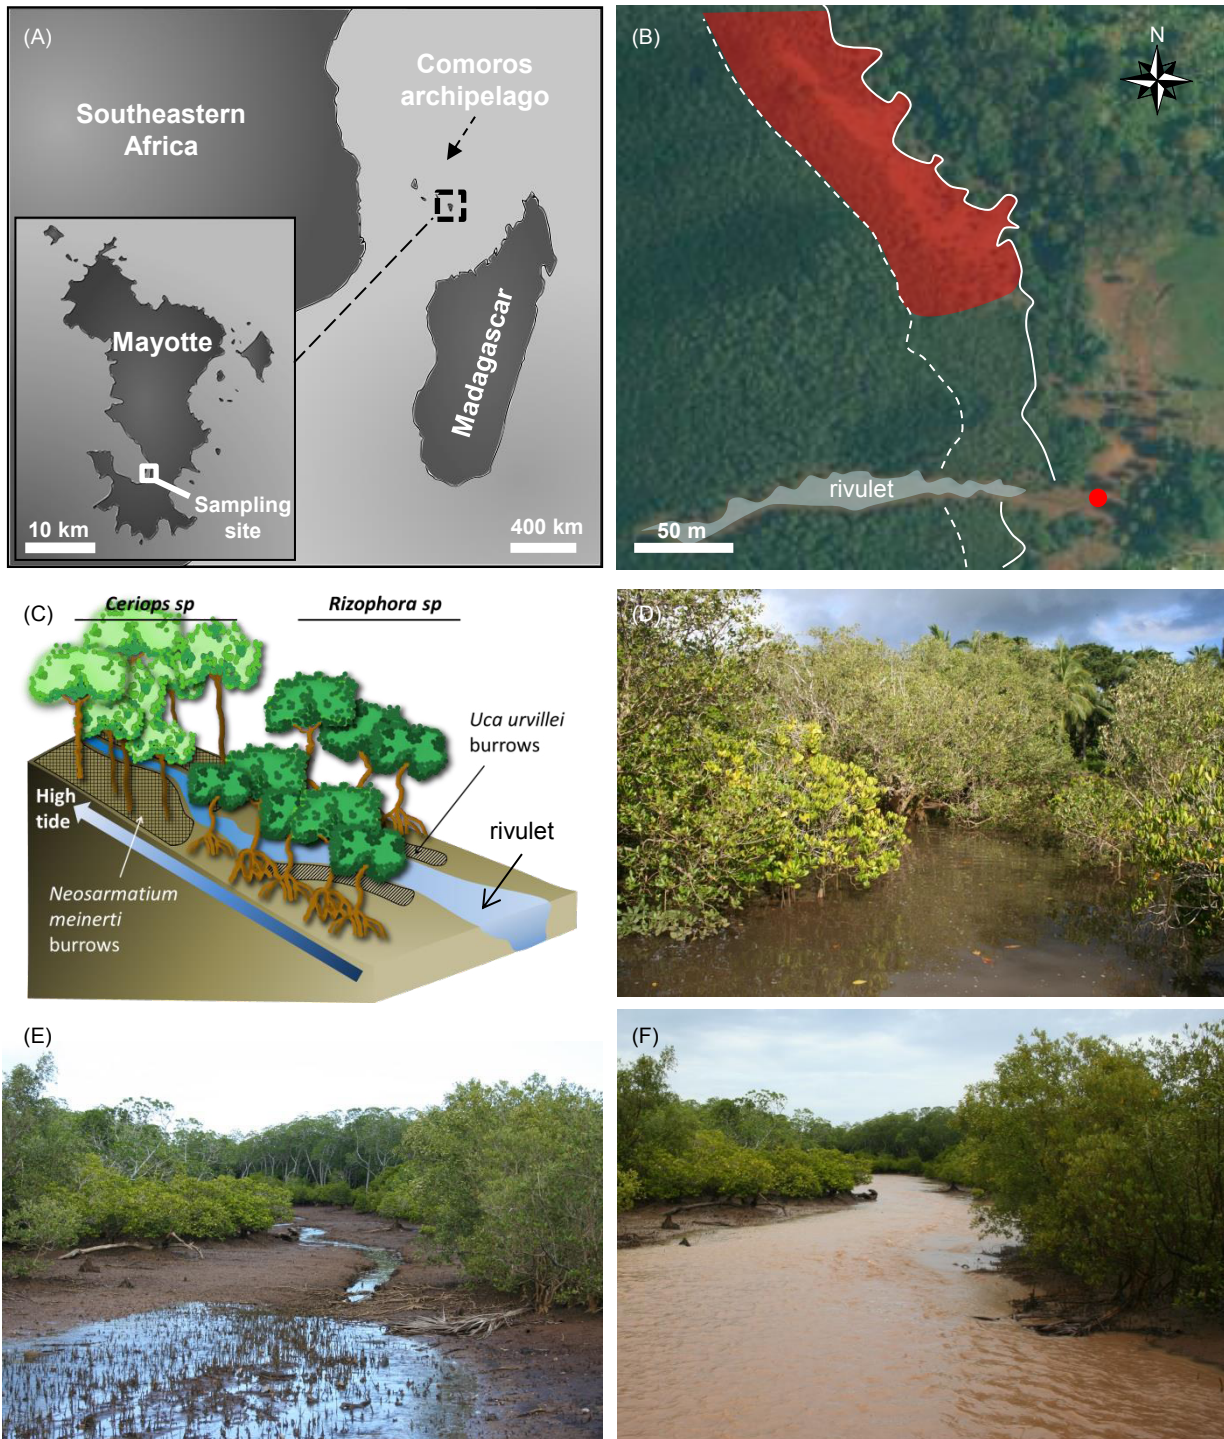 (A)
Comoros
archipelago
Southeastern
Africa
Mayotte
Madagascar
Sampling
site
10 km
400 km
(B)
N
rivulet
50 m
(C)
Ceriops sp
Rizophora sp
Uca urvillei
burrows
High
tide
rivulet
Neosarmatium
meinerti
burrows
(D)
(E)
(F)